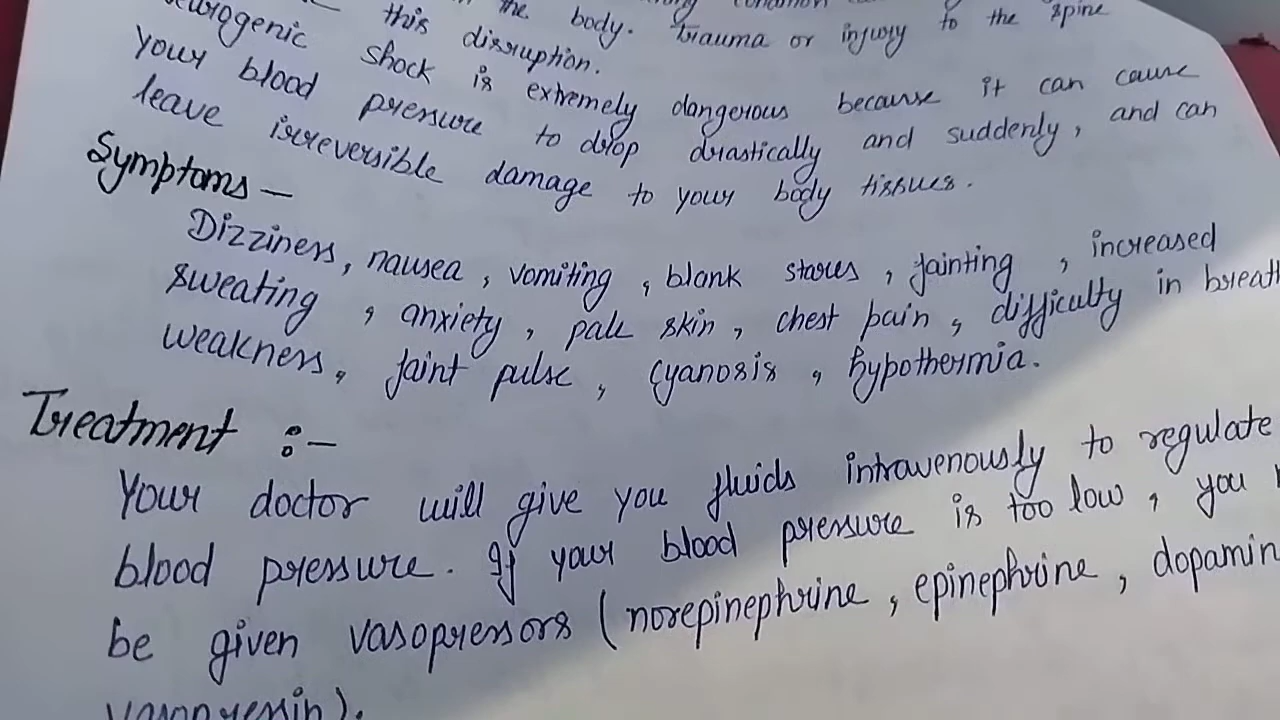 the body. Trauma or injury to the spine
this disruption.
Neurogenic shock is extremely dangerous because it can cause
your blood pressure to drop drastically and suddenly, and can
leave irreversible damage to your body tissues.
Symptoms -
Dizziness, nausea, vomiting, blank stares, fainting, increased
sweating, anxiety, pale skin, chest pain, difficulty in breath
weakness, faint pulse, cyanosis, hypothermia.
Treatment :-
Your doctor will give you fluids intravenously to regulate
blood pressure. If your blood pressure is too low, you
be given vasopressors (norepinephrine, epinephrine, dopamin
vasopressin).